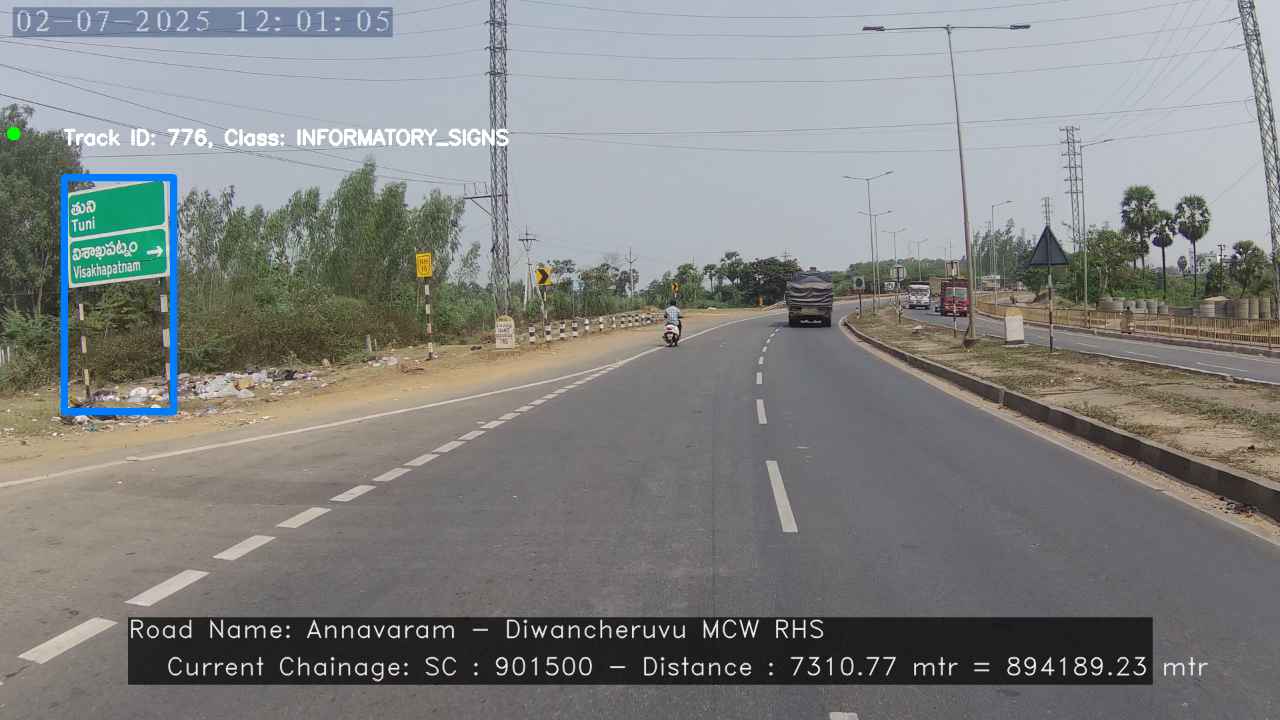 02-07-2025 12:01:05
Track ID: 776, Class: INFORMATORY_SIGNS
తుని
Tuni
విశాఖపట్నం
Visakhapatnam
Road Name: Annavaram - Diwancheruvu MCW RHS
Current Chainage: SC : 901500 - Distance : 7310.77 mtr = 894189.23 mtr